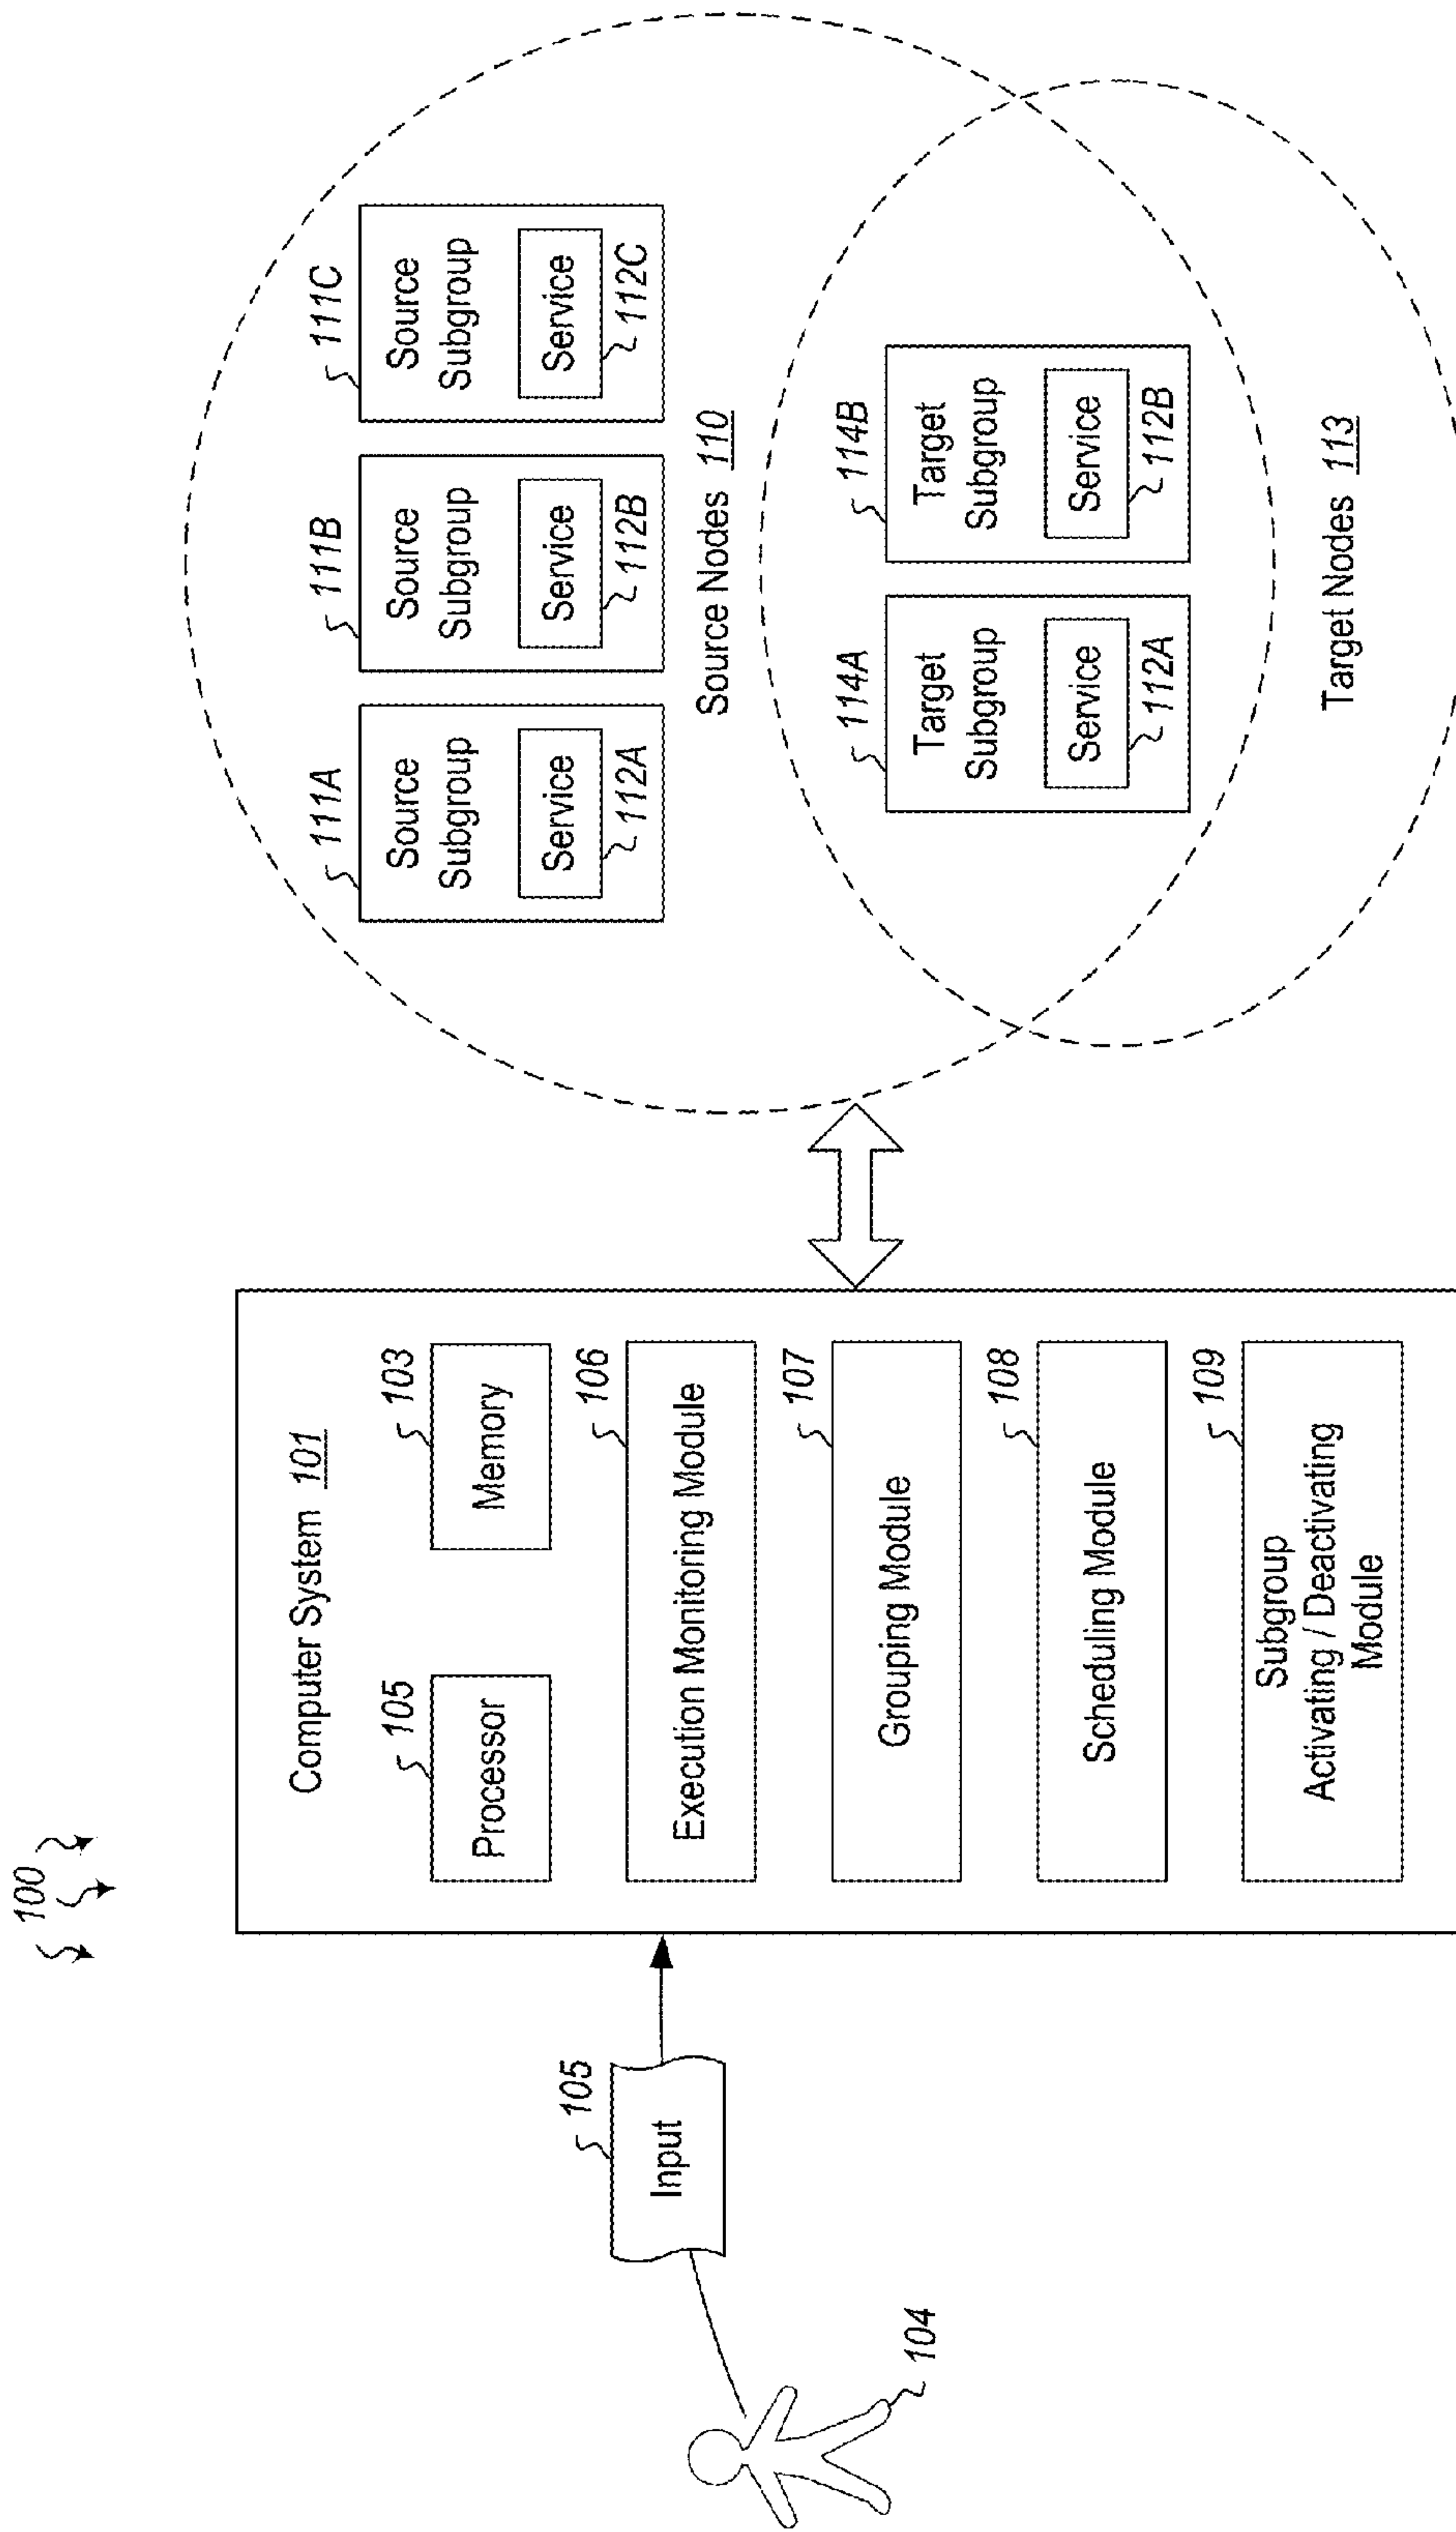 100
Computer System 101
105
Processor
103
Memory
106
Execution Monitoring Module
107
Grouping Module
108
Scheduling Module
109
Subgroup
Activating / Deactivating
Module
105
Input
104
111A
Source
Subgroup
Service
112A
111B
Source
Subgroup
Service
112B
111C
Source
Subgroup
Service
112C
Source Nodes 110
114A
Target
Subgroup
Service
112A
114B
Target
Subgroup
Service
112B
Target Nodes 113